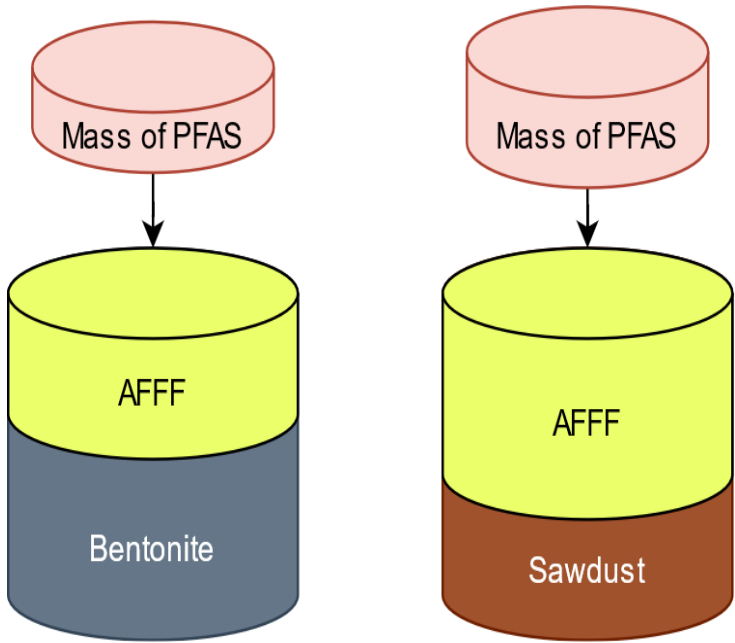 Mass of PFAS
Mass of PFAS
AFFF
AFFF
Bentonite
Sawdust